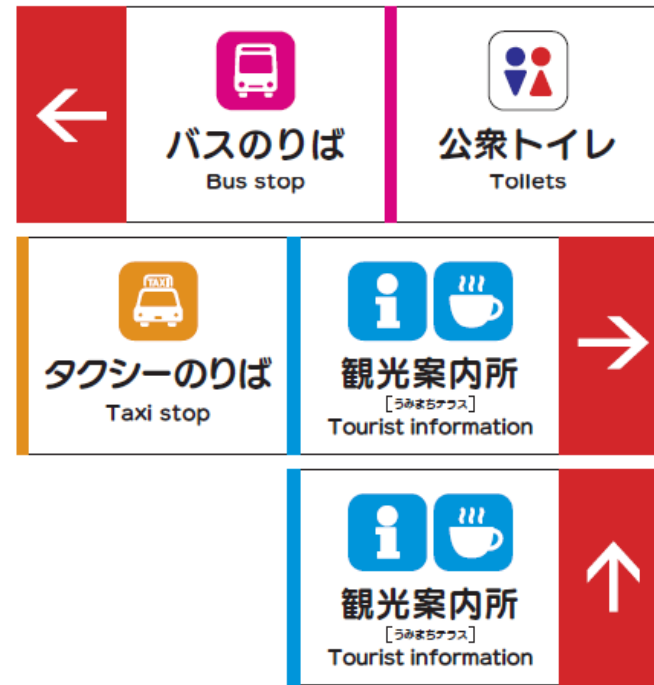 バスのりば
Bus stop
公衆トイレ
Tollets
TAXI
タクシーのりば
Taxi stop
観光案内所
[うみまちテラス]
Tourist information
観光案内所
[うみまちテラス]
Tourist information